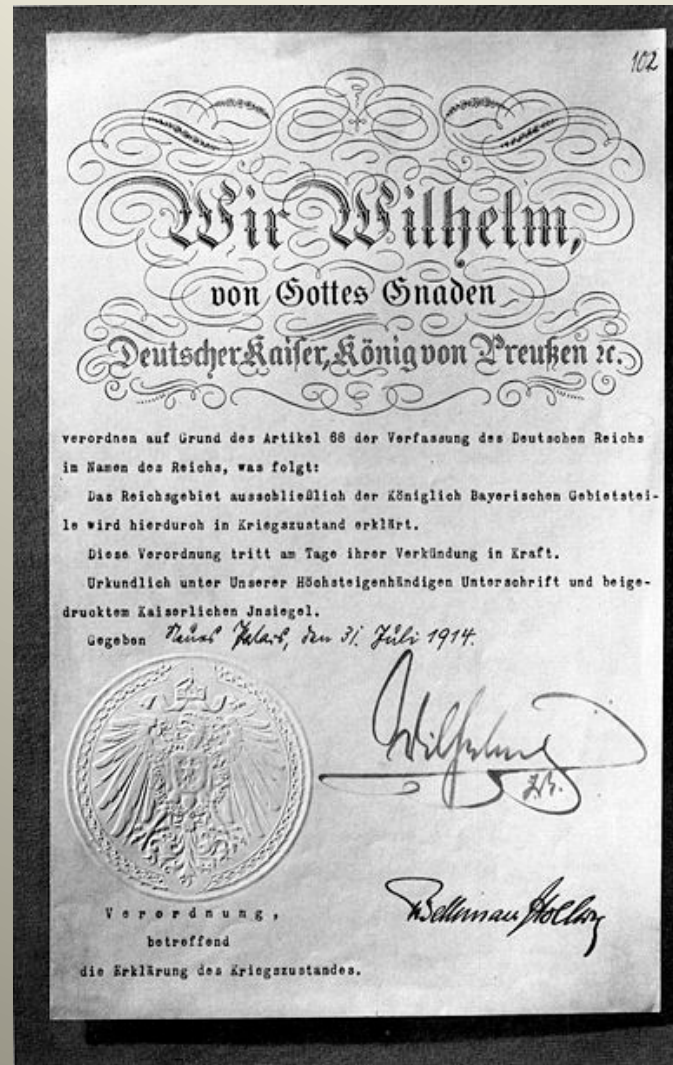 102
Wir Wilhelm,
von Gottes Gnaden
Deutscher Kaiser, König von Preußen ꝛc.
verordnen auf Grund des Artikel 68 der Verfassung des Deutschen Reichs
im Namen des Reichs, was folgt:
Das Reichsgebiet ausschließlich der Königlich Bayerischen Gebietstei-
le wird hierdurch in Kriegszustand erklärt.
Diese Verordnung tritt am Tage ihrer Verkündung in Kraft.
Urkundlich unter Unserer Höchsteigenhändigen Unterschrift und beige-
drucktem Kaiserlichen Jnsiegel.
Gegeben Neues Palais, den 31. Juli 1914.
Wilhelm
I.R.
v Bethmann Hollweg
Verordnung,
betreffend
die Erklärung des Kriegszustandes.